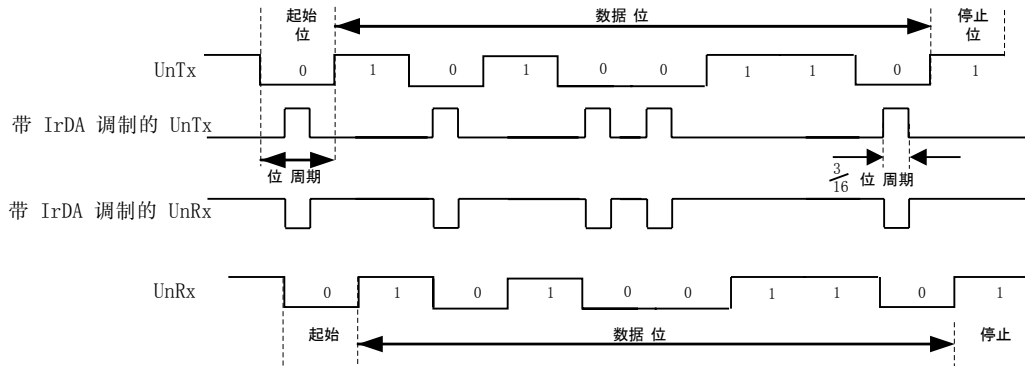 起始
位
数据 位
停止
位
UnTx
0 1 0 1 0 0 1 1 0 1
带 IrDA 调制的 UnTx
位 周期
3/16 位 周期
带 IrDA 调制的 UnRx
UnRx
0 1 0 1 0 0 1 1 0 1
起始
数据 位
停止